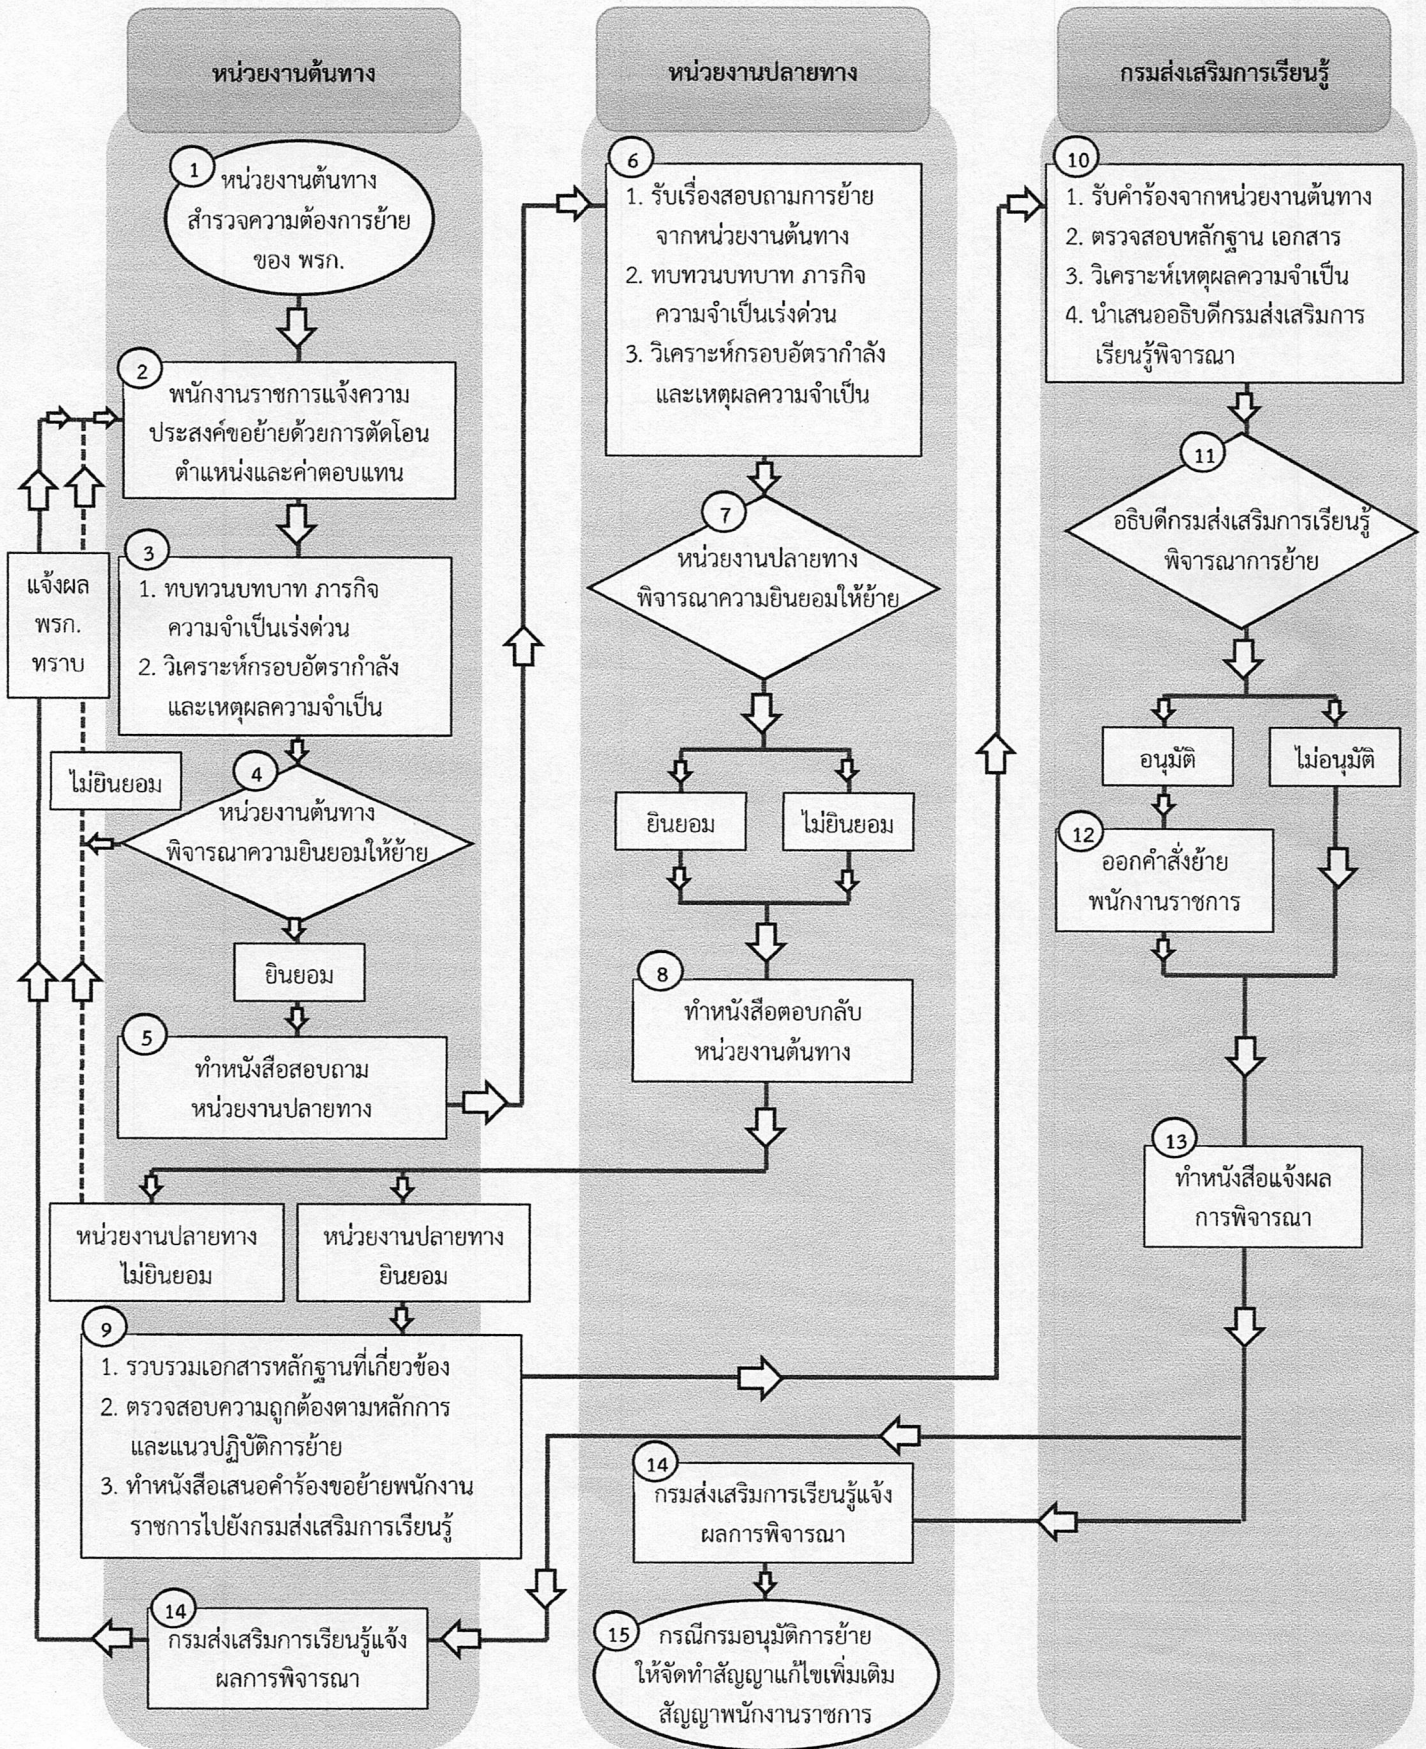 หน่วยงานต้นทาง
1
หน่วยงานต้นทาง
สำรวจความต้องการย้าย
ของ พรก.
2
พนักงานราชการแจ้งความ
ประสงค์ขอย้ายด้วยการตัดโอน
ตำแหน่งและค่าตอบแทน
แจ้งผล
พรก.
ทราบ
3
1. ทบทวนบทบาท ภารกิจ
ความจำเป็นเร่งด่วน
2. วิเคราะห์กรอบอัตรากำลัง
และเหตุผลความจำเป็น
ไม่ยินยอม
4
หน่วยงานต้นทาง
พิจารณาความยินยอมให้ย้าย
ยินยอม
5
ทำหนังสือสอบถาม
หน่วยงานปลายทาง
หน่วยงานปลายทาง
ไม่ยินยอม
หน่วยงานปลายทาง
ยินยอม
9
1. รวบรวมเอกสารหลักฐานที่เกี่ยวข้อง
2. ตรวจสอบความถูกต้องตามหลักการ
และแนวปฏิบัติการย้าย
3. ทำหนังสือเสนอคำร้องขอย้ายพนักงาน
ราชการไปยังกรมส่งเสริมการเรียนรู้
14
กรมส่งเสริมการเรียนรู้แจ้ง
ผลการพิจารณา
หน่วยงานปลายทาง
6
1. รับเรื่องสอบถามการย้าย
จากหน่วยงานต้นทาง
2. ทบทวนบทบาท ภารกิจ
ความจำเป็นเร่งด่วน
3. วิเคราะห์กรอบอัตรากำลัง
และเหตุผลความจำเป็น
7
หน่วยงานปลายทาง
พิจารณาความยินยอมให้ย้าย
ยินยอม
ไม่ยินยอม
8
ทำหนังสือตอบกลับ
หน่วยงานต้นทาง
14
กรมส่งเสริมการเรียนรู้แจ้ง
ผลการพิจารณา
15
กรณีกรมอนุมัติการย้าย
ให้จัดทำสัญญาแก้ไขเพิ่มเติม
สัญญาพนักงานราชการ
กรมส่งเสริมการเรียนรู้
10
1. รับคำร้องจากหน่วยงานต้นทาง
2. ตรวจสอบหลักฐาน เอกสาร
3. วิเคราะห์เหตุผลความจำเป็น
4. นำเสนออธิบดีกรมส่งเสริมการ
เรียนรู้พิจารณา
11
อธิบดีกรมส่งเสริมการเรียนรู้
พิจารณาการย้าย
อนุมัติ
ไม่อนุมัติ
12
ออกคำสั่งย้าย
พนักงานราชการ
13
ทำหนังสือแจ้งผล
การพิจารณา